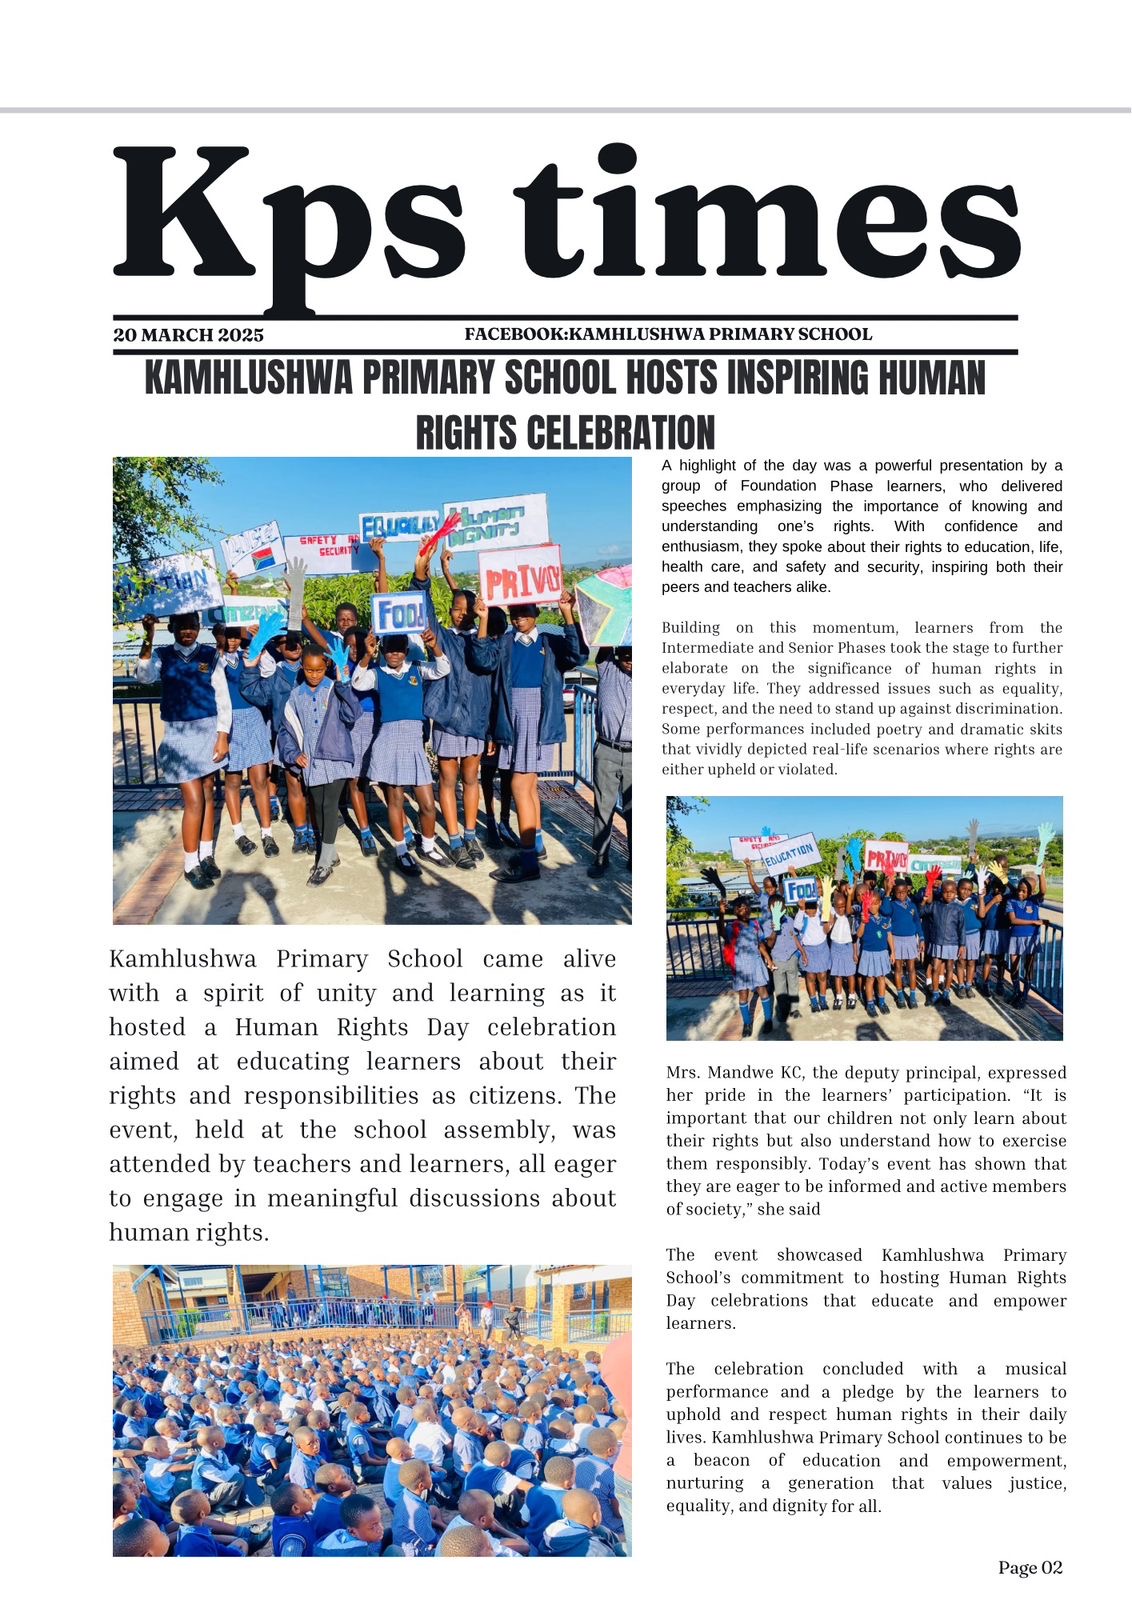 Kps times
20 MARCH 2025
FACEBOOK:KAMHLUSHWA PRIMARY SCHOOL
KAMHLUSHWA PRIMARY SCHOOL HOSTS INSPIRING HUMAN
RIGHTS CELEBRATION
EQUALITY
HUMAN
DIGNITY
SAFETY
SECURITY
PRIVACY
FOOD
Kamhlushwa Primary School came alive
with a spirit of unity and learning as it
hosted a Human Rights Day celebration
aimed at educating learners about their
rights and responsibilities as citizens. The
event, held at the school assembly, was
attended by teachers and learners, all eager
to engage in meaningful discussions about
human rights.
A highlight of the day was a powerful presentation by a
group of Foundation Phase learners, who delivered
speeches emphasizing the importance of knowing and
understanding one’s rights. With confidence and
enthusiasm, they spoke about their rights to education, life,
health care, and safety and security, inspiring both their
peers and teachers alike.
Building on this momentum, learners from the
Intermediate and Senior Phases took the stage to further
elaborate on the significance of human rights in
everyday life. They addressed issues such as equality,
respect, and the need to stand up against discrimination.
Some performances included poetry and dramatic skits
that vividly depicted real-life scenarios where rights are
either upheld or violated.
SAFETY AND
EDUCATION
FOOD
Mrs. Mandwe KC, the deputy principal, expressed
her pride in the learners’ participation. “It is
important that our children not only learn about
their rights but also understand how to exercise
them responsibly. Today’s event has shown that
they are eager to be informed and active members
of society,” she said
The event showcased Kamhlushwa Primary
School’s commitment to hosting Human Rights
Day celebrations that educate and empower
learners.
The celebration concluded with a musical
performance and a pledge by the learners to
uphold and respect human rights in their daily
lives. Kamhlushwa Primary School continues to be
a beacon of education and empowerment,
nurturing a generation that values justice,
equality, and dignity for all.
Page 02